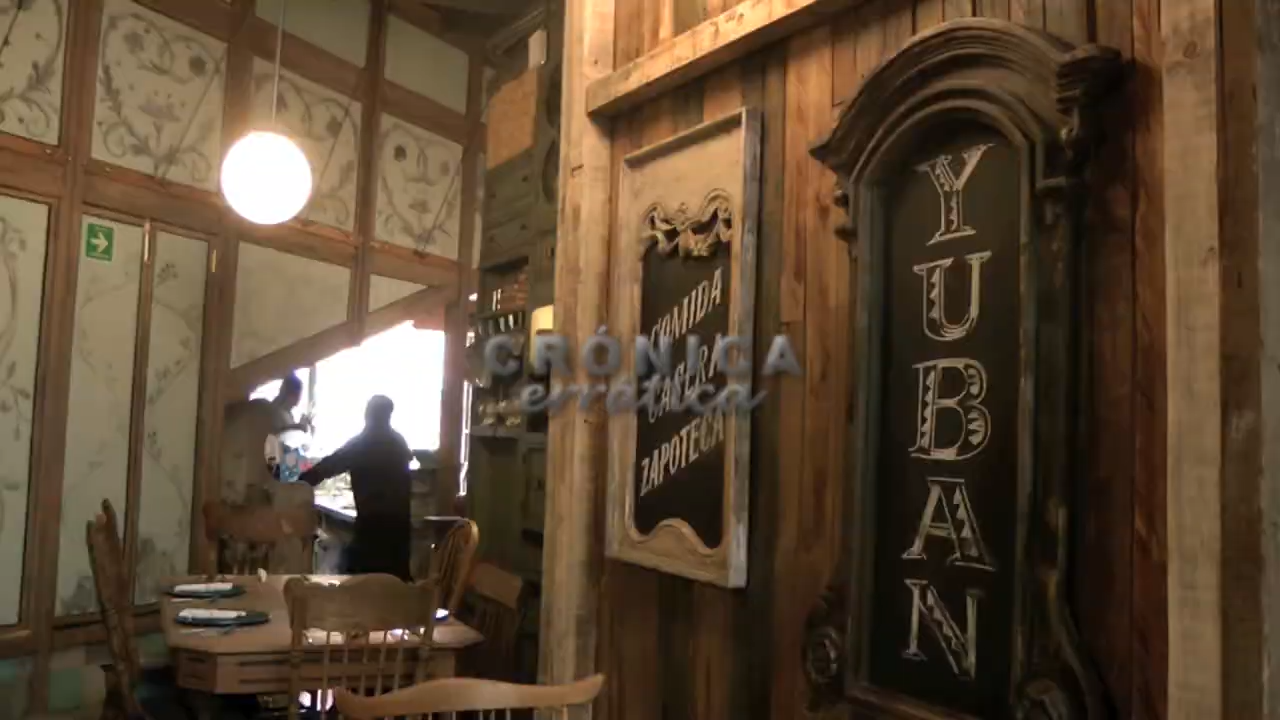 YUBAN
COMIDA
CASERA
ZAPOTECA
CRÓNICA
errática